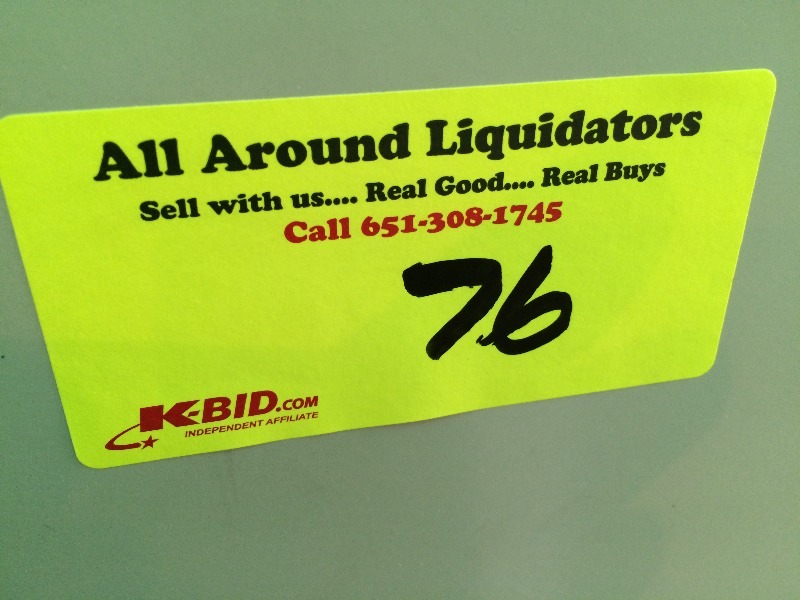 All Around Liquidators
Sell with us.... Real Good.... Real Buys
Call 651-308-1745
76
K-BID.COM
INDEPENDENT AFFILIATE